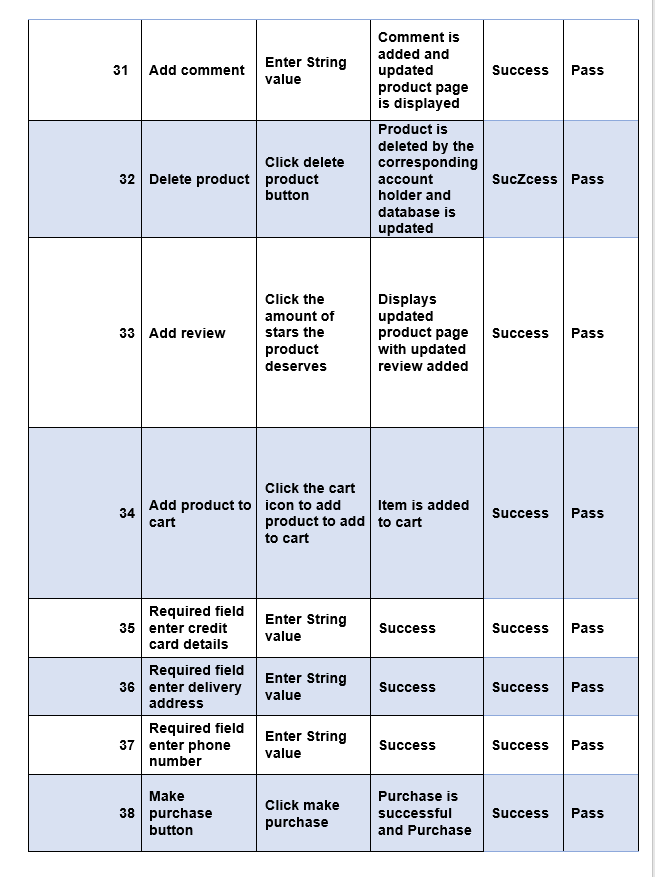 31 Add comment Enter String value Comment is added and updated product page is displayed Success Pass
32 Delete product Click delete product button Product is deleted by the corresponding account holder and database is updated SucZcess Pass
33 Add review Click the amount of stars the product deserves Displays updated product page with updated review added Success Pass
34 Add product to cart Click the cart icon to add product to add to cart Item is added to cart Success Pass
35 Required field enter credit card details Enter String value Success Success Pass
36 Required field enter delivery address Enter String value Success Success Pass
37 Required field enter phone number Enter String value Success Success Pass
38 Make purchase button Click make purchase Purchase is successful and Purchase Success Pass